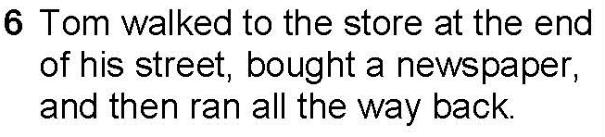 6 Tom walked to the store at the end
of his street, bought a newspaper,
and then ran all the way back.